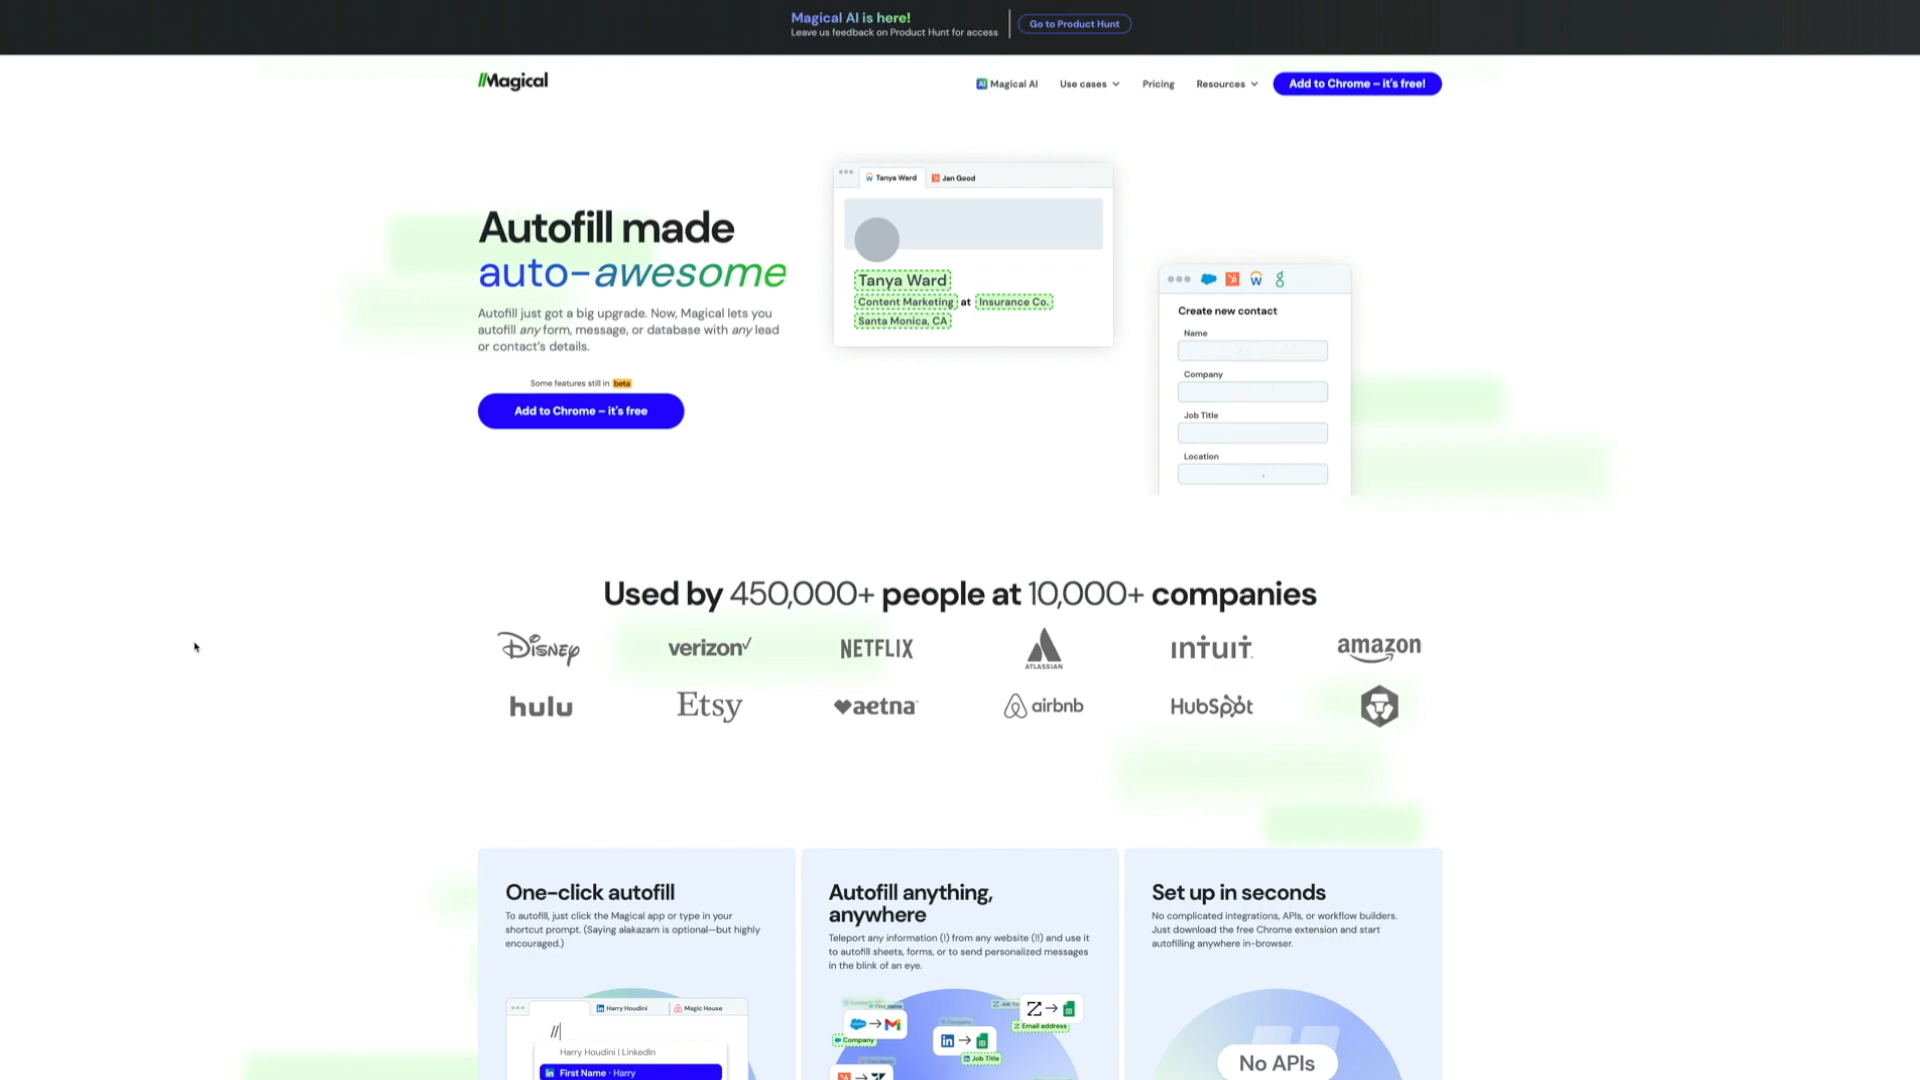 Magical AI is here!
Leave us feedback on Product Hunt for access
Go to Product Hunt
//Magical
AI Magical AI
Use cases
Pricing
Resources
Add to Chrome – it's free!
Autofill made
auto-awesome
Autofill just got a big upgrade. Now, Magical lets you
autofill any form, message, or database with any lead
or contact's details.
Some features still in beta
Add to Chrome – it's free
Tanya Ward
Jan Good
Tanya Ward
Content Marketing at Insurance Co.
Santa Monica, CA
Create new contact
Name
Company
Job Title
Location
Used by 450,000+ people at 10,000+ companies
Disney
verizon✓
NETFLIX
ATLASSIAN
intuit.
amazon
hulu
Etsy
aetna
airbnb
HubSpot
One-click autofill
To autofill, just click the Magical app or type in your
shortcut prompt. (Saying alakazam is optional—but highly
encouraged.)
Harry Houdini
Magic House
//
Harry Houdini | LinkedIn
in First Name · Harry
Autofill anything,
anywhere
Teleport any information (!) from any website (!!) and use it
to autofill sheets, forms, or to send personalized messages
in the blink of an eye.
Company
Email address
Job Title
Set up in seconds
No complicated integrations, APIs, or workflow builders.
Just download the free Chrome extension and start
autofilling anywhere in-browser.
No APIs